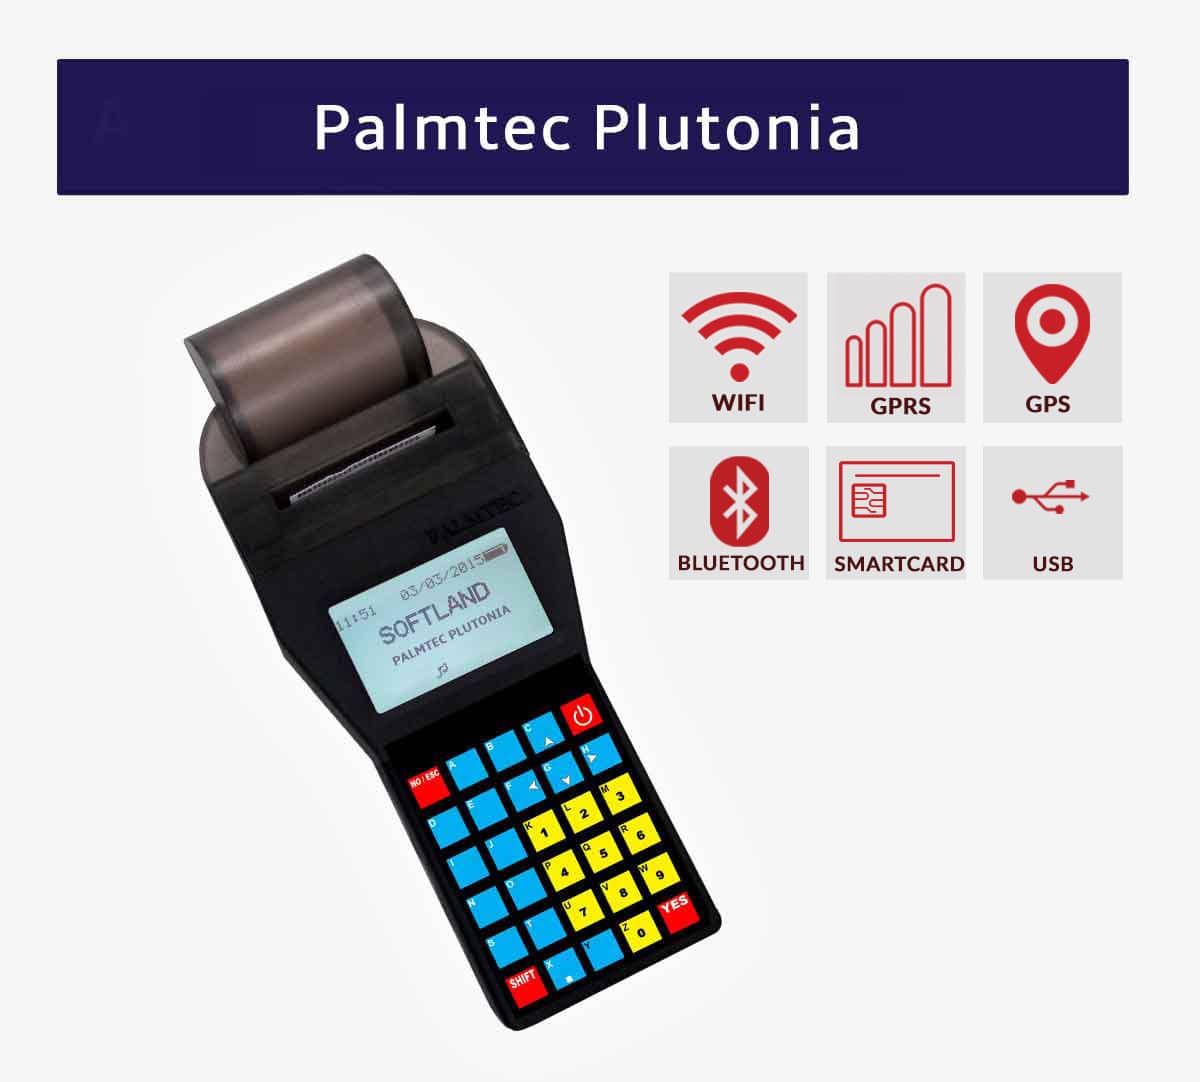 Palmtec Plutonia
WIFI
GPRS
GPS
BLUETOOTH
SMARTCARD
USB
PALMTEC
11:51 03/03/2015
SOFTLAND
PALMTEC PLUTONIA
NO / ESC A B C
D E F G H
I J K 1 L 2 M 3
N O P 4 Q 5 R 6
S T U 7 V 8 W 9
SHIFT X Y Z 0 YES